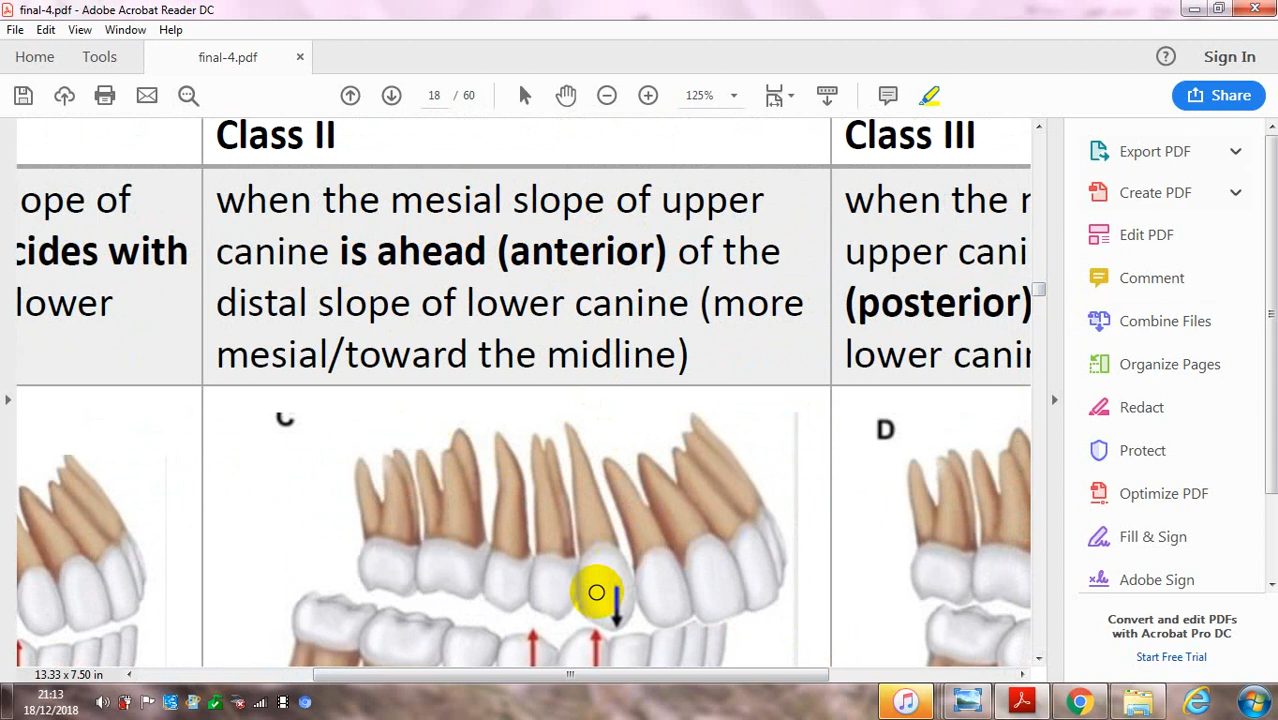 final-4.pdf - Adobe Acrobat Reader DC
File Edit View Window Help
Home Tools final-4.pdf × Sign In
18 / 60 125% Share
Class II Class III
ope of
cides with
lower
when the mesial slope of upper
canine is ahead (anterior) of the
distal slope of lower canine (more
mesial/toward the midline)
when the
upper cani
(posterior)
lower canin
C
D
Export PDF
Create PDF
Edit PDF
Comment
Combine Files
Organize Pages
Redact
Protect
Optimize PDF
Fill & Sign
Adobe Sign
Convert and edit PDFs
with Acrobat Pro DC
Start Free Trial
13.33 x 7.50 in
21:13
18/12/2018